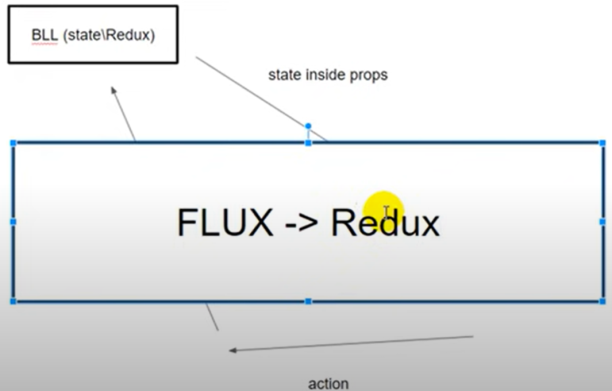 BLL (state\Redux)
state inside props
FLUX -> Redux
action